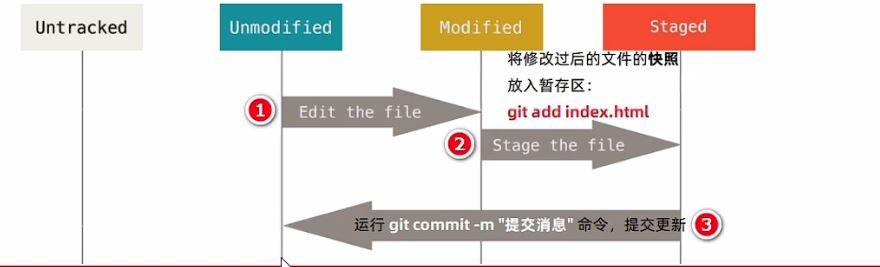 Untracked
Unmodified
Modified
Staged
将修改过后的文件的快照
放入暂存区：
git add index.html
1
Edit the file
2
Stage the file
运行 git commit -m "提交消息" 命令，提交更新
3